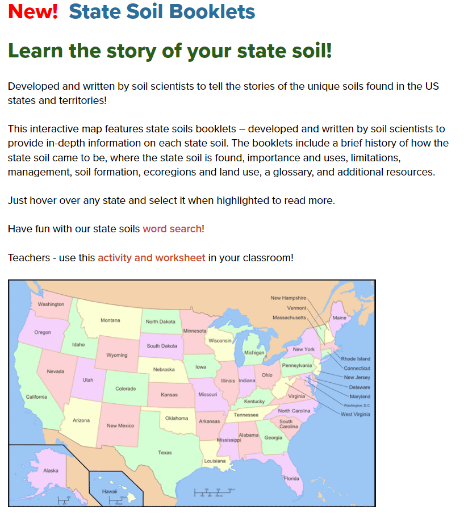 New! State Soil Booklets
Learn the story of your state soil!
Developed and written by soil scientists to tell the stories of the unique soils found in the US
states and territories!
This interactive map features state soils booklets – developed and written by soil scientists to
provide in-depth information on each state soil. The booklets include a brief history of how the
state soil came to be, where the state soil is found, importance and uses, limitations,
management, soil formation, ecoregions and land use, a glossary, and additional resources.
Just hover over any state and select it when highlighted to read more.
Have fun with our state soils word search!
Teachers - use this activity and worksheet in your classroom!
New Hampshire
Vermont
Massachusetts
Washington
Montana
North Dakota
Minnesota
Maine
Oregon
Idaho
Wyoming
South Dakota
Wisconsin
Michigan
New York
Rhode Island
Connecticut
New Jersey
Delaware
Maryland
Washington D.C.
West Virginia
Nevada
Utah
Colorado
Nebraska
Iowa
Illinois
Indiana
Ohio
Pennsylvania
California
Kansas
Missouri
Kentucky
Virginia
Arizona
New Mexico
Oklahoma
Arkansas
Tennessee
North Carolina
South
Carolina
Texas
Louisiana
Mississippi
Alabama
Georgia
Florida
Alaska
Hawaii